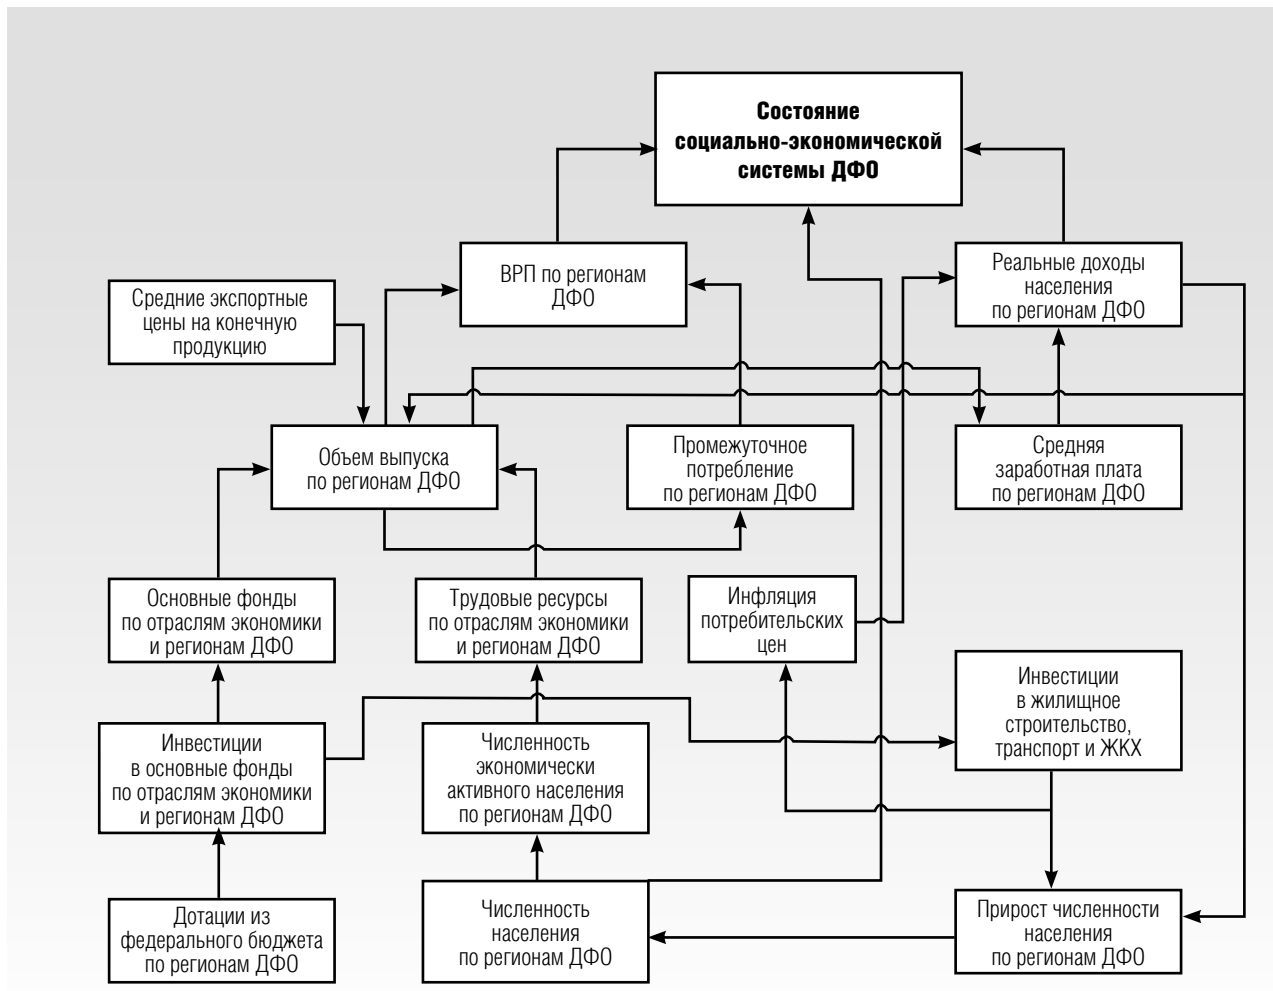 Состояние
социально-экономической
системы ДФО
ВРП по регионам
ДФО
Реальные доходы
населения
по регионам ДФО
Средние экспортные
цены на конечную
продукцию
Объем выпуска
по регионам ДФО
Промежуточное
потребление
по регионам ДФО
Средняя
заработная плата
по регионам ДФО
Основные фонды
по отраслям экономики
и регионам ДФО
Трудовые ресурсы
по отраслям экономики
и регионам ДФО
Инфляция
потребительских
цен
Инвестиции
в жилищное
строительство,
транспорт и ЖКХ
Инвестиции
в основные фонды
по отраслям экономики
и регионам ДФО
Численность
экономически
активного населения
по регионам ДФО
Дотации из
федерального бюджета
по регионам ДФО
Численность
населения
по регионам ДФО
Прирост численности
населения
по регионам ДФО